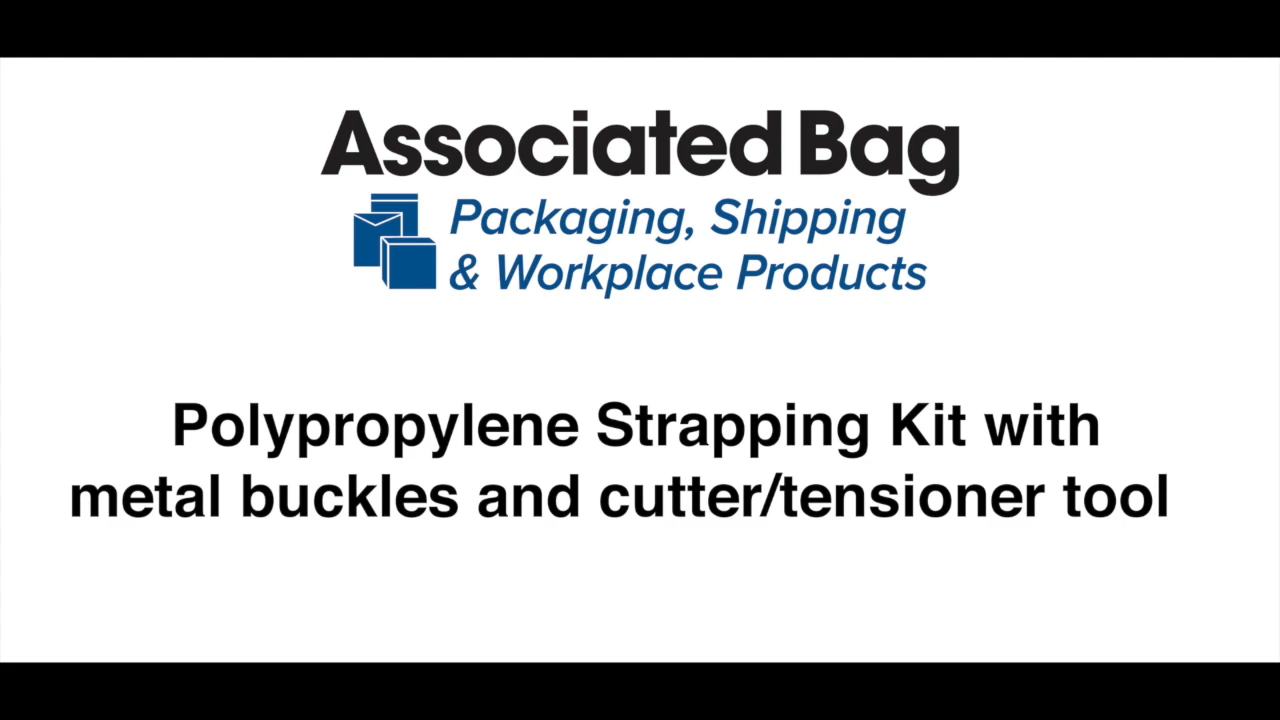 Associated Bag
Packaging, Shipping
& Workplace Products
Polypropylene Strapping Kit with
metal buckles and cutter/tensioner tool